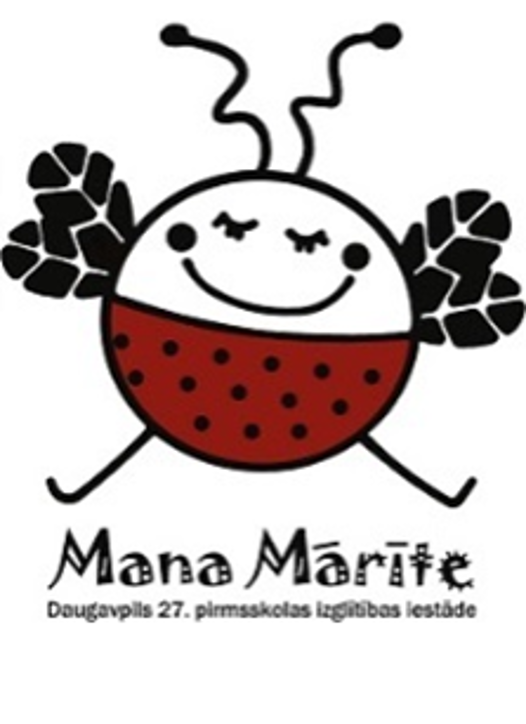 Mana Mārīte
Daugavpils 27. pirmsskolas izglītības iestāde